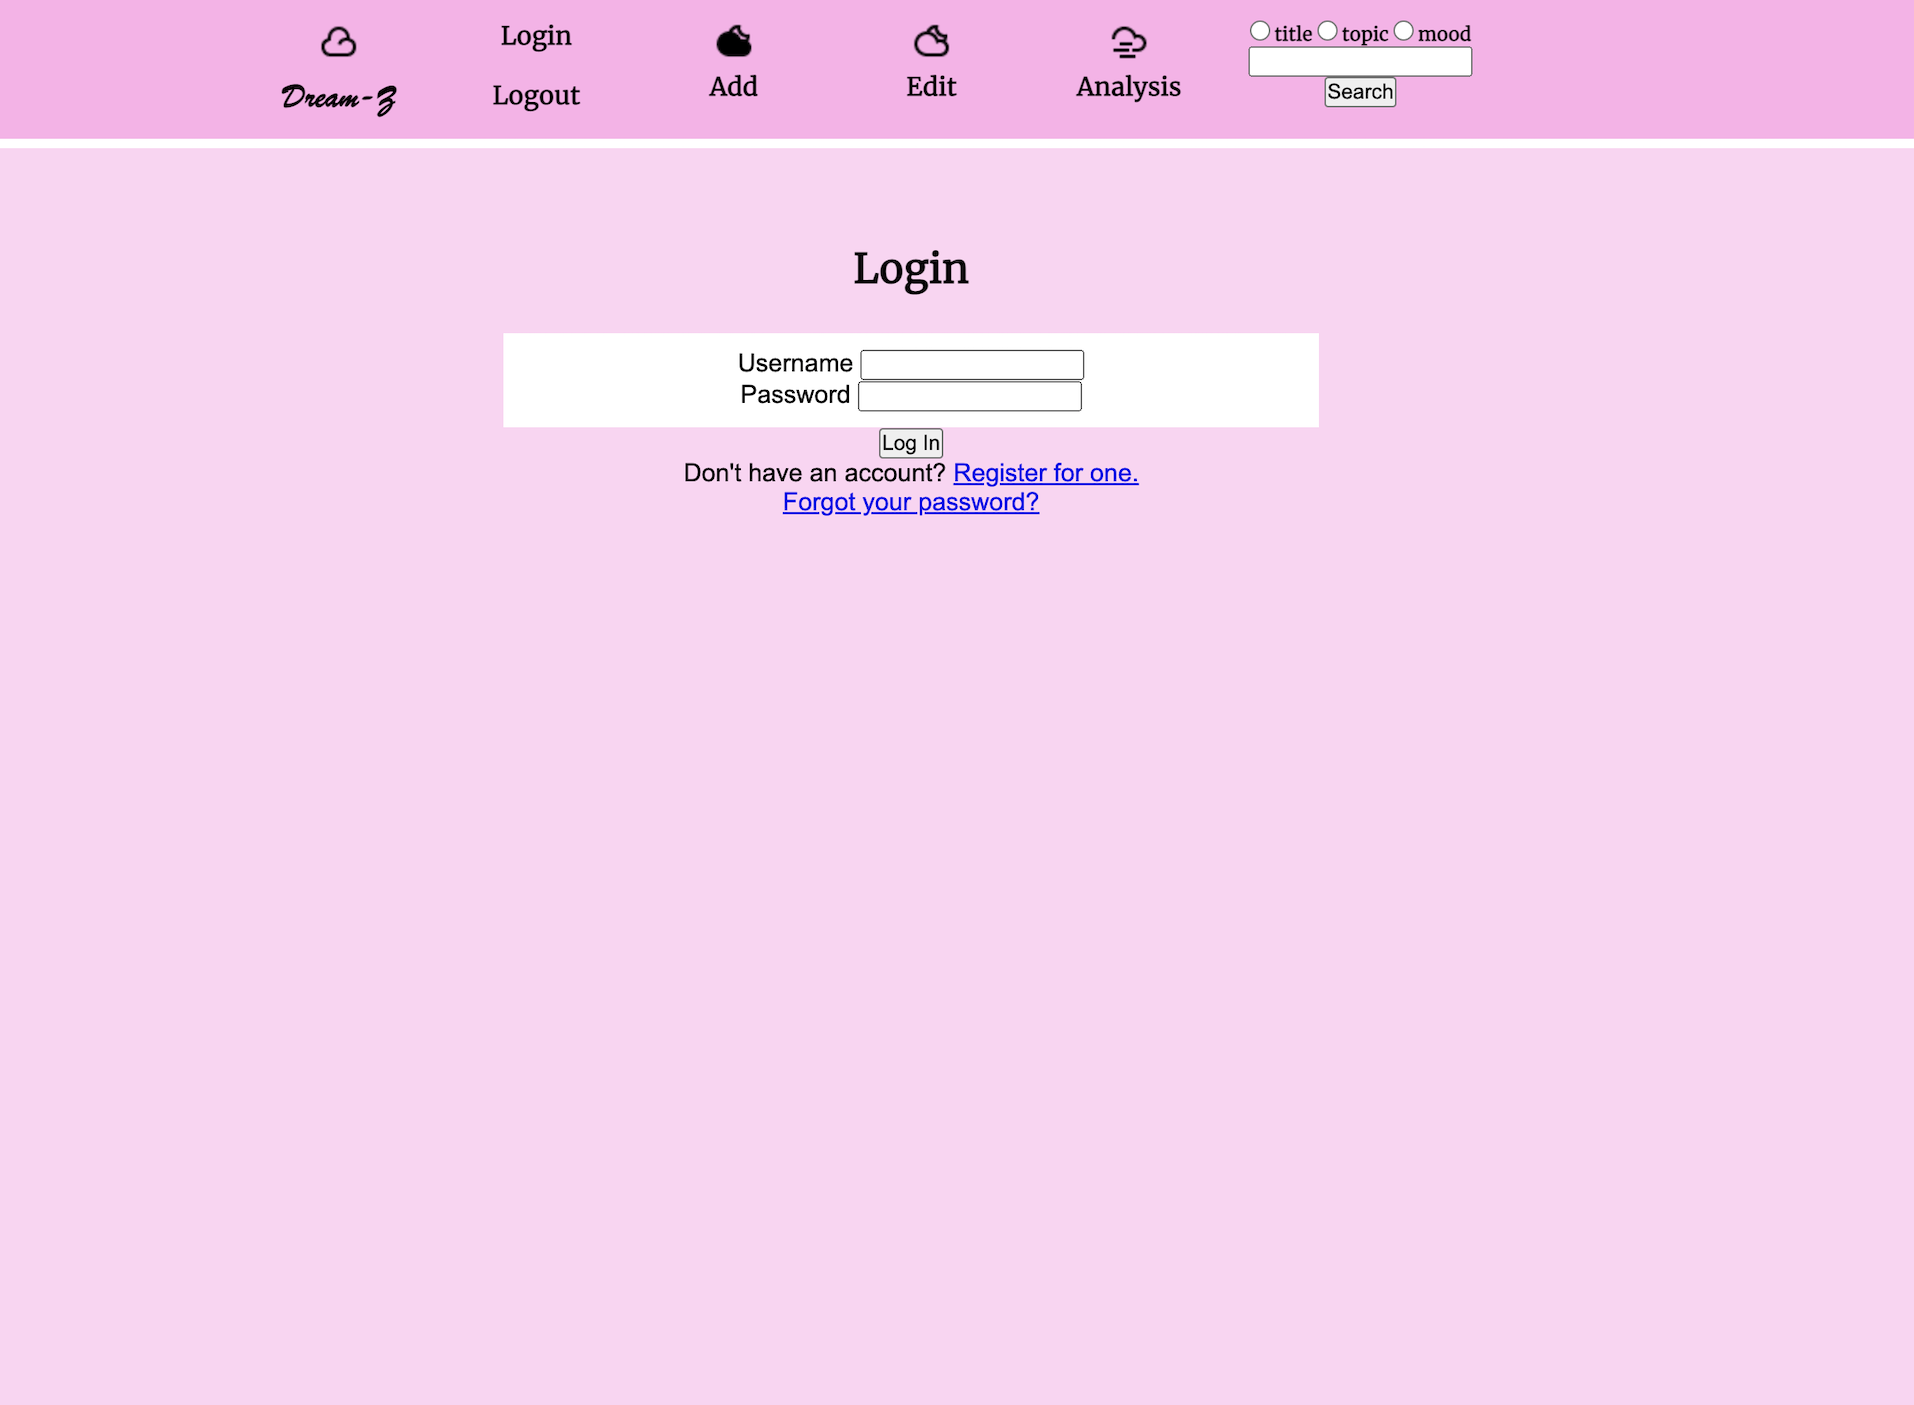 Dream-Z
Login
Logout
Add
Edit
Analysis
title topic mood
Search
Login
Username
Password
Log In
Don't have an account? Register for one.
Forgot your password?